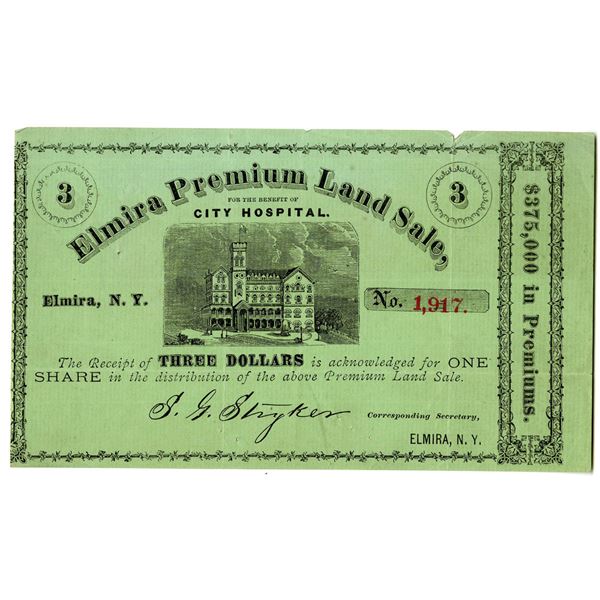 3
Elmira Premium Land Sale,
3
FOR THE BENEFIT OF
CITY HOSPITAL.
Elmira, N. Y.
No. 1,917.
The Receipt of THREE DOLLARS is acknowledged for ONE
SHARE in the distribution of the above Premium Land Sale.
S. G. Stryker Corresponding Secretary,
ELMIRA, N. Y.
$375,000 in Premiums.